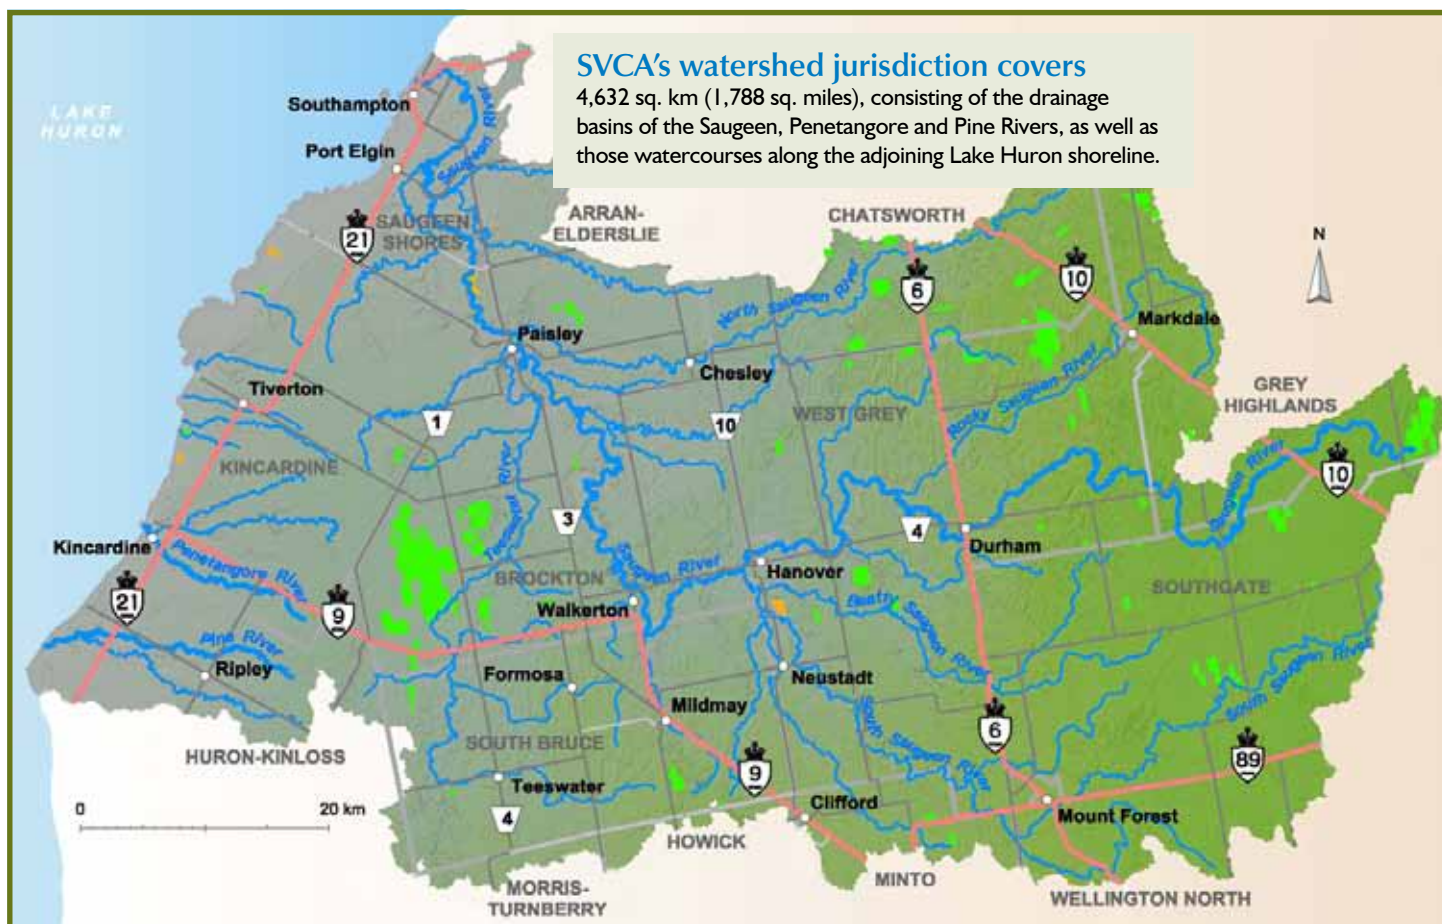 SVCA's watershed jurisdiction covers
4,632 sq. km (1,788 sq. miles), consisting of the drainage
basins of the Saugeen, Penetangore and Pine Rivers, as well as
those watercourses along the adjoining Lake Huron shoreline.
LAKE
HURON
Southampton
Port Elgin
Saugeen River
SAUGEEN
SHORES
21
ARRAN-
ELDERSLIE
CHATSWORTH
N
6
10
North Saugeen River
Markdale
Paisley
Chesley
Tiverton
1
10
WEST GREY
Rocky Saugeen River
GREY
HIGHLANDS
KINCARDINE
Teeswater River
3
4
Saugeen River
10
Kincardine
Penetangore River
21
9
BROCKTON
Saugeen River
Hanover
Durham
SOUTHGATE
Walkerton
Beatty Saugeen River
Pine River
Ripley
Formosa
Neustadt
Mildmay
South Saugeen River
South Saugeen River
6
89
HURON-KINLOSS
SOUTH BRUCE
Teeswater
9
Clifford
Mount Forest
0
20 km
4
HOWICK
MINTO
MORRIS-
TURNBERRY
WELLINGTON NORTH